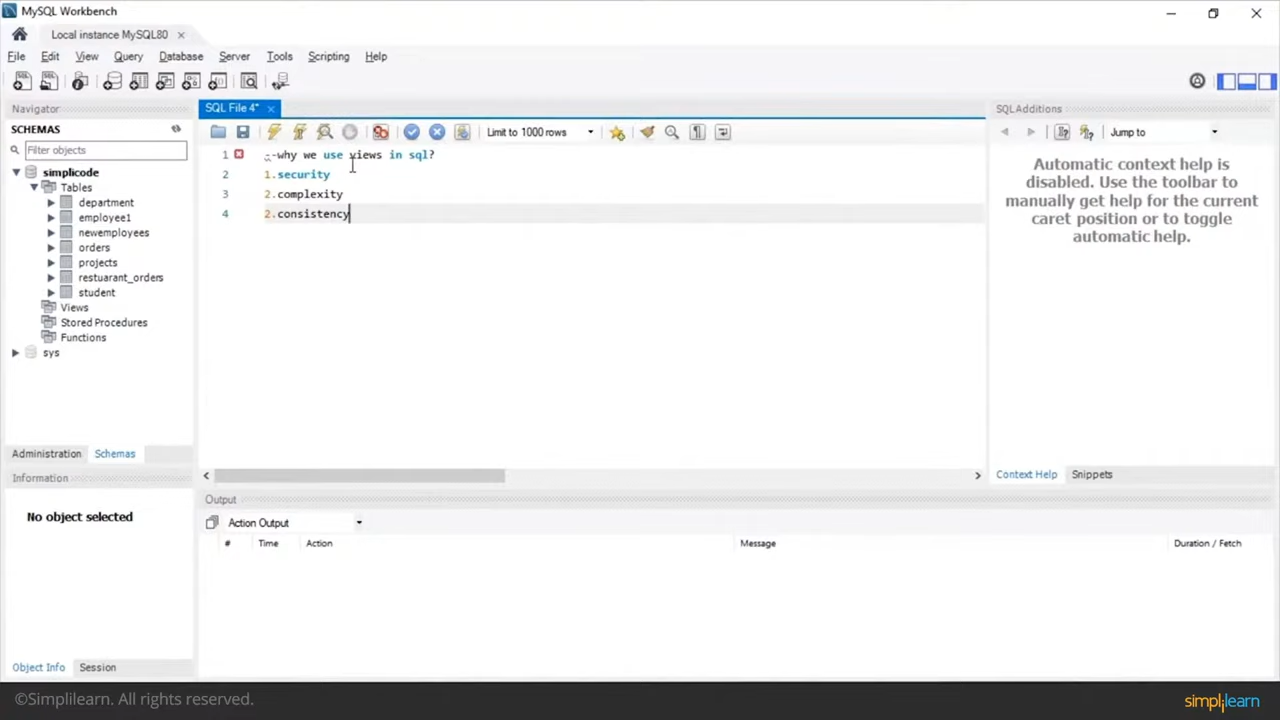 MySQL Workbench
Local instance MySQL80
File Edit View Query Database Server Tools Scripting Help
Navigator
SCHEMAS
Filter objects
simplicode
Tables
department
employee1
newemployees
orders
projects
restuarant_orders
student
Views
Stored Procedures
Functions
sys
Administration Schemas
Information
No object selected
Object Info Session
SQL File 4*
Limit to 1000 rows
1 --why we use views in sql?
2 1.security
3 2.complexity
4 2.consistency
SQLAdditions
Jump to
Automatic context help is
disabled. Use the toolbar to
manually get help for the current
caret position or to toggle
automatic help.
Context Help Snippets
Output
Action Output
# Time Action Message Duration / Fetch
©Simplilearn. All rights reserved.
simplilearn